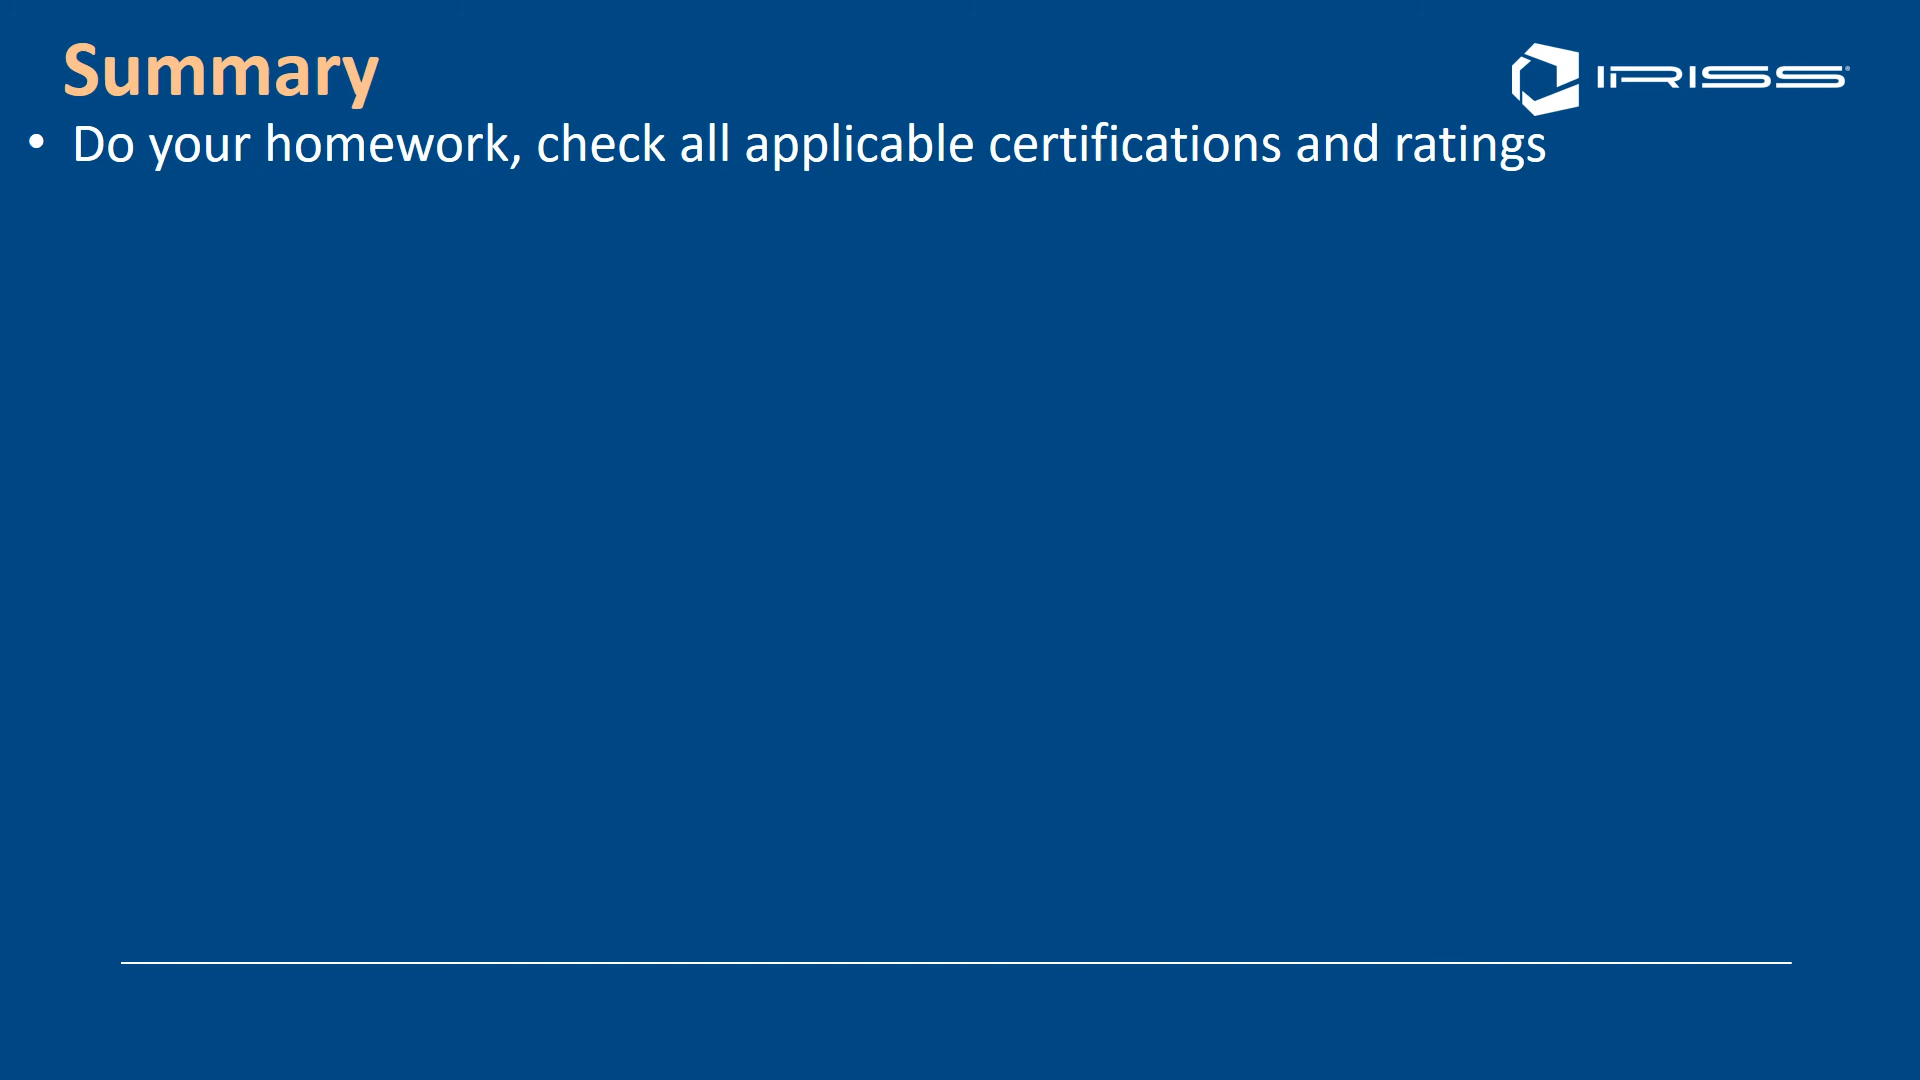 Summary
IRISS
• Do your homework, check all applicable certifications and ratings